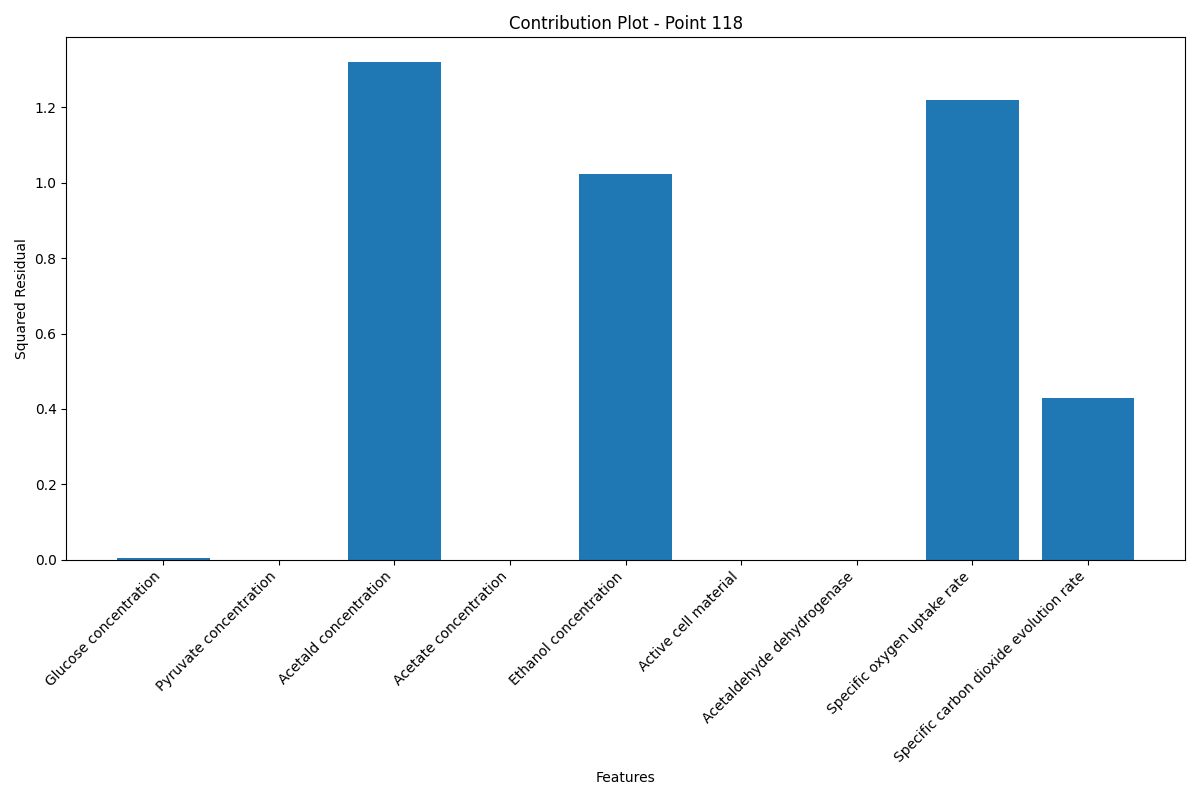 Contribution Plot - Point 118
Squared Residual
1.2
1.0
0.8
0.6
0.4
0.2
0.0
Glucose concentration
Pyruvate concentration
Acetald concentration
Acetate concentration
Ethanol concentration
Active cell material
Acetaldehyde dehydrogenase
Specific oxygen uptake rate
Specific carbon dioxide evolution rate
Features